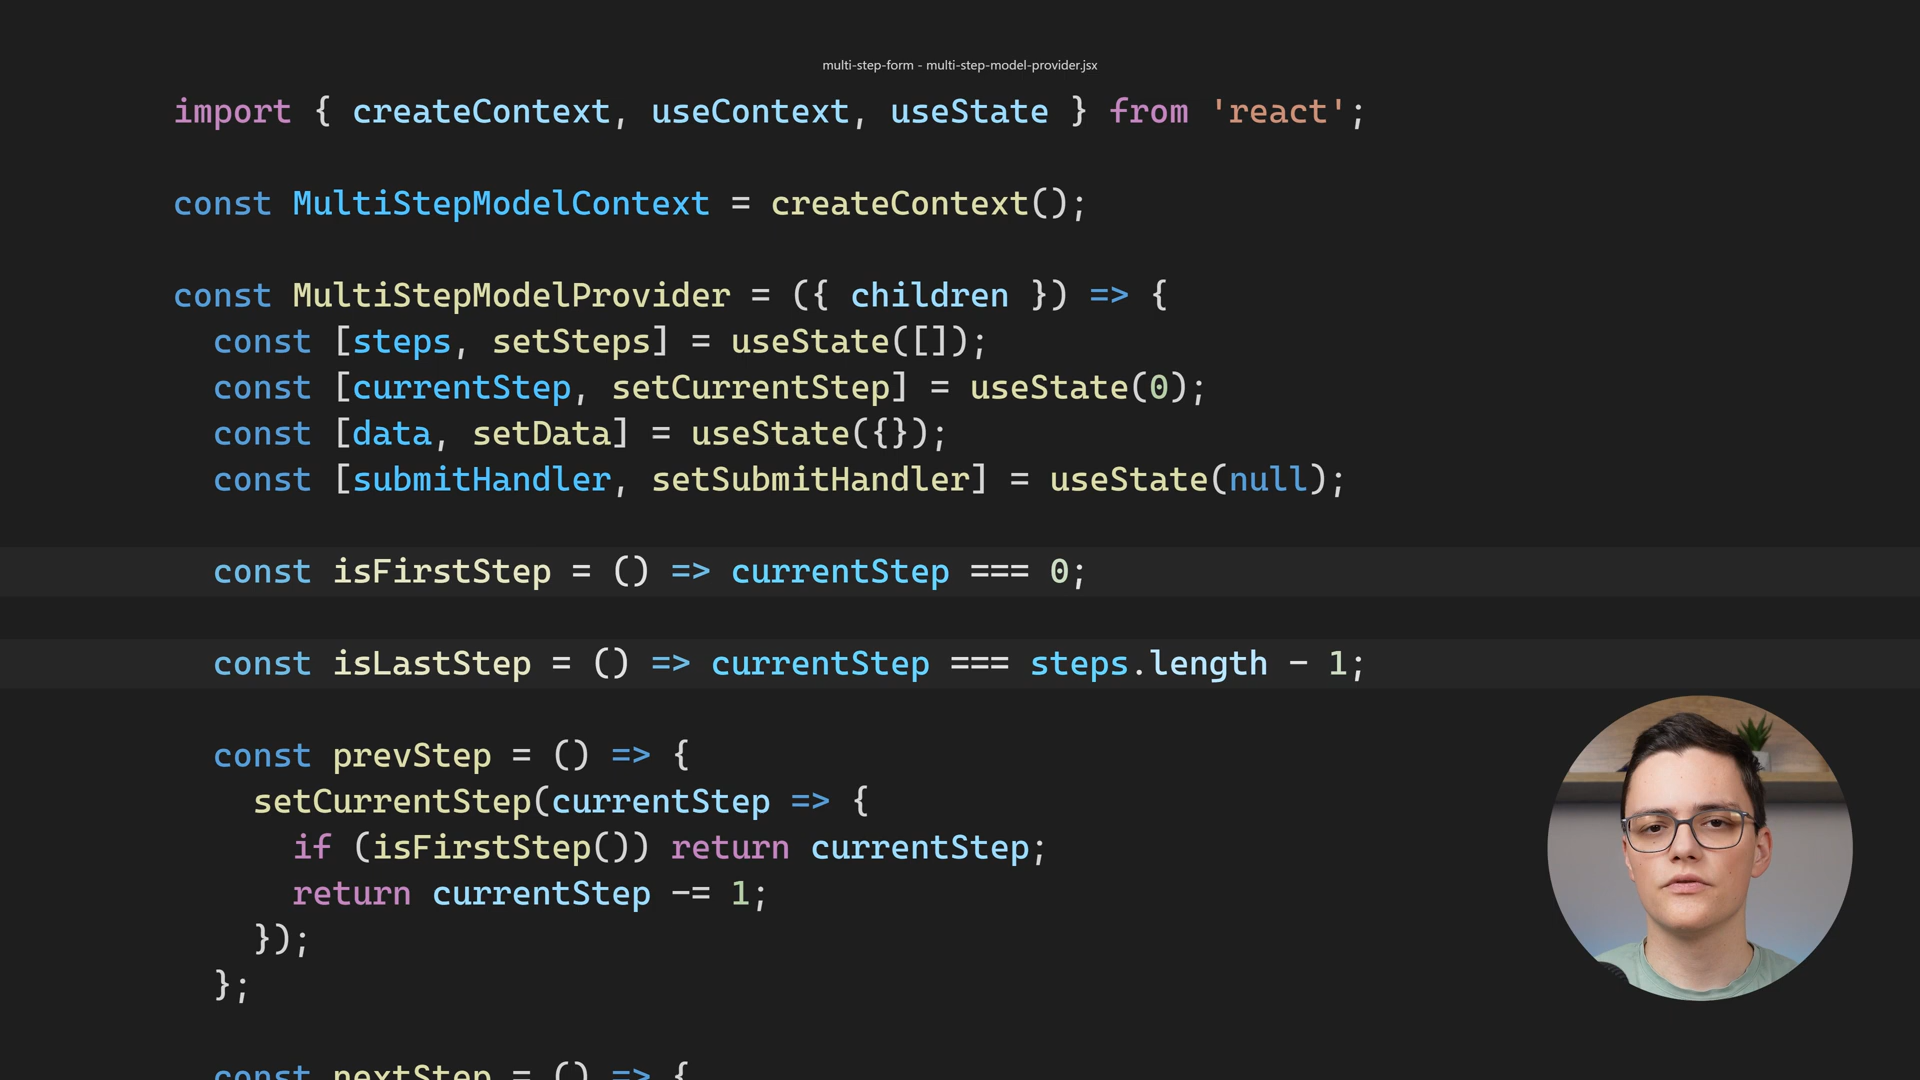 multi-step-form - multi-step-model-provider.jsx
import { createContext, useContext, useState } from 'react';
const MultiStepModelContext = createContext();
const MultiStepModelProvider = ({ children }) => {
const [steps, setSteps] = useState([]);
const [currentStep, setCurrentStep] = useState(0);
const [data, setData] = useState({});
const [submitHandler, setSubmitHandler] = useState(null);
const isFirstStep = () => currentStep === 0;
const isLastStep = () => currentStep === steps.length - 1;
const prevStep = () => {
setCurrentStep(currentStep => {
if (isFirstStep()) return currentStep;
return currentStep -= 1;
});
};
const nextStep = () => {